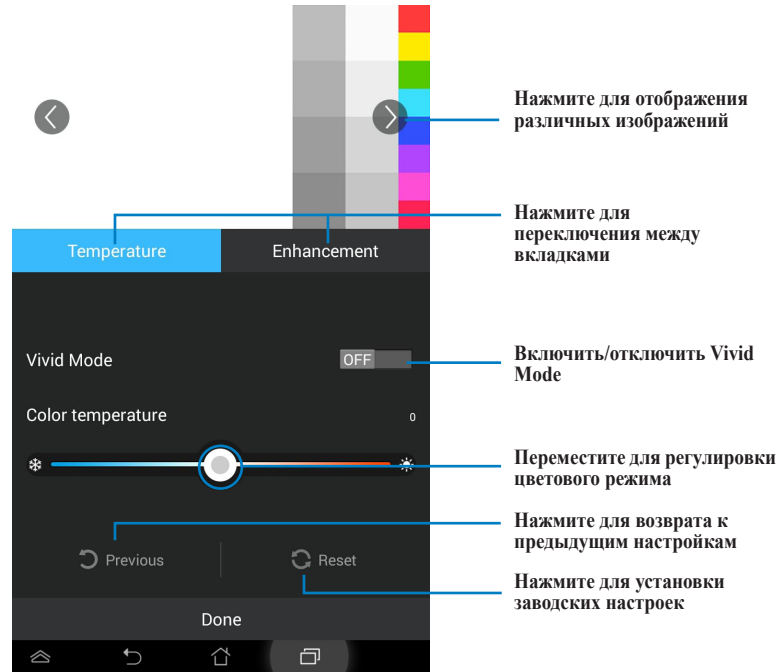 Нажмите для отображения
различных изображений
Нажмите для
переключения между
вкладками
Temperature
Enhancement
Vivid Mode
OFF
Включить/отключить Vivid
Mode
Color temperature
0
Переместите для регулировки
цветового режима
Нажмите для возврата к
предыдущим настройкам
Previous
Reset
Нажмите для установки
заводских настроек
Done